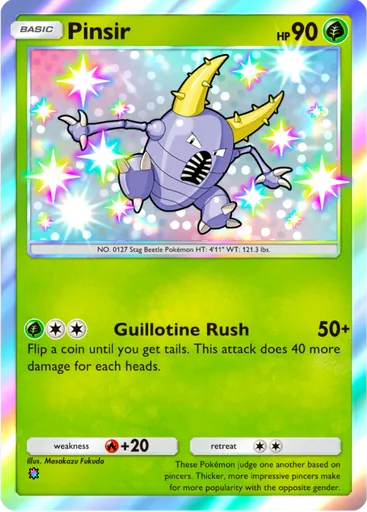 BASIC Pinsir HP 90
NO. 0127 Stag Beetle Pokémon HT: 4'11" WT: 121.3 lbs.
Guillotine Rush 50+
Flip a coin until you get tails. This attack does 40 more
damage for each heads.
weakness +20 retreat
Illus. Masakazu Fukuda
These Pokémon judge one another based on
pincers. Thicker, more impressive pincers make
for more popularity with the opposite gender.